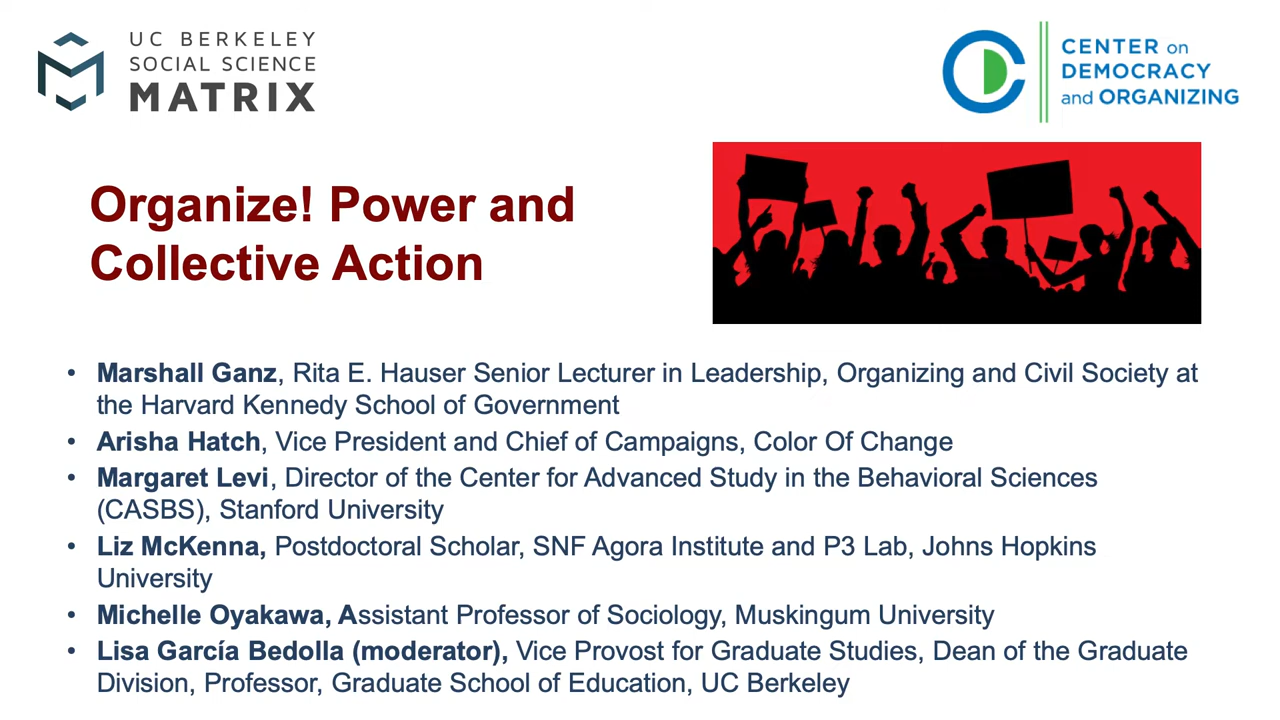 UC BERKELEY
SOCIAL SCIENCE
MATRIX
CENTER on
DEMOCRACY
and ORGANIZING
Organize! Power and
Collective Action
• Marshall Ganz, Rita E. Hauser Senior Lecturer in Leadership, Organizing and Civil Society at
the Harvard Kennedy School of Government
• Arisha Hatch, Vice President and Chief of Campaigns, Color Of Change
• Margaret Levi, Director of the Center for Advanced Study in the Behavioral Sciences
(CASBS), Stanford University
• Liz McKenna, Postdoctoral Scholar, SNF Agora Institute and P3 Lab, Johns Hopkins
University
• Michelle Oyakawa, Assistant Professor of Sociology, Muskingum University
• Lisa García Bedolla (moderator), Vice Provost for Graduate Studies, Dean of the Graduate
Division, Professor, Graduate School of Education, UC Berkeley